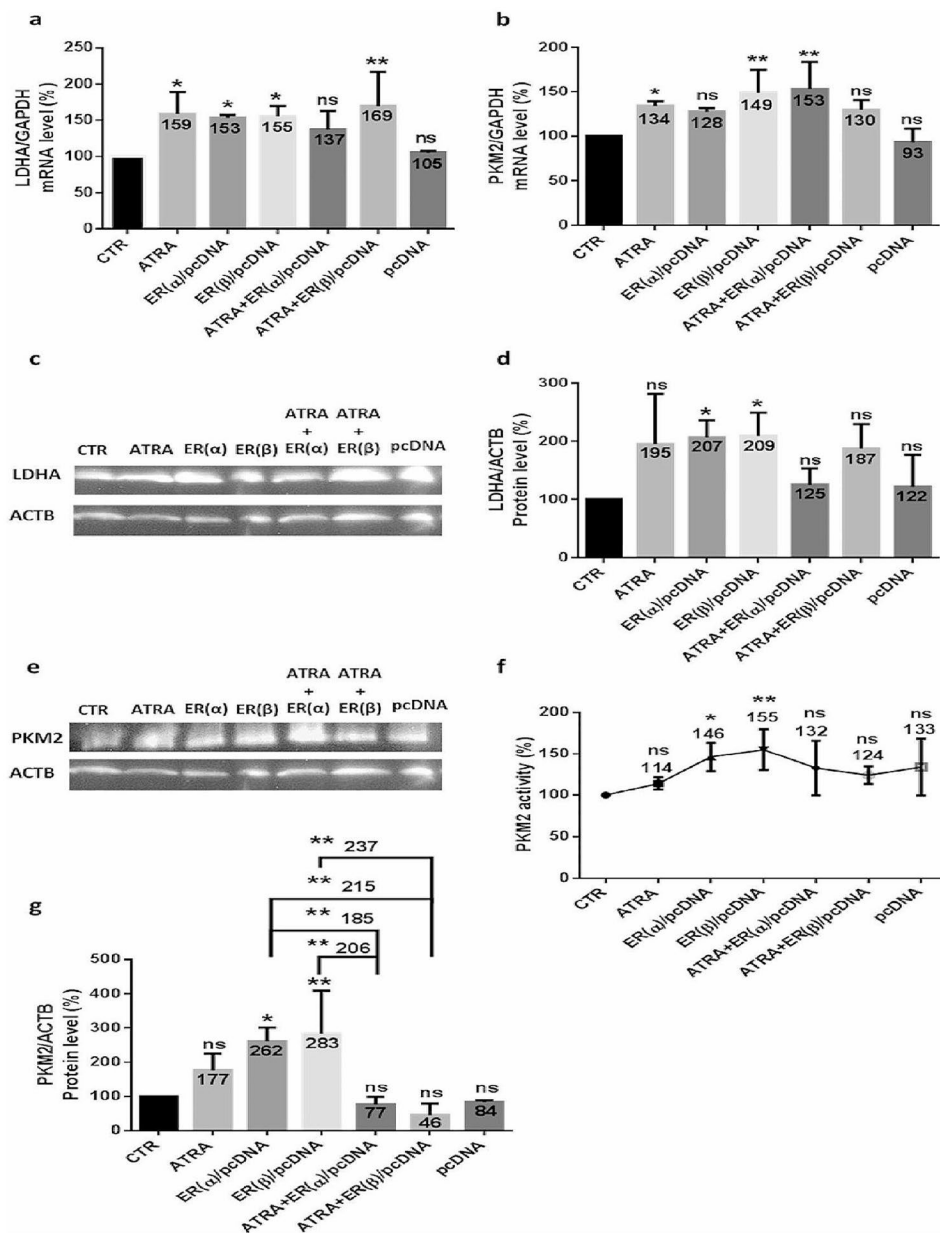 a
LDHA/GAPDH
mRNA level (%)
250
200
150
100
50
0
*
159
*
153
*
155
ns
137
**
169
ns
105
CTR
ATRA
ER(α)/pcDNA
ER(β)/pcDNA
ATRA+ER(α)/pcDNA
ATRA+ER(β)/pcDNA
pcDNA
b
PKM2/GAPDH
mRNA level (%)
200
150
100
50
0
*
134
128
**
149
**
153
ns
130
ns
93
CTR
ATRA
ER(α)/pcDNA
ER(β)/pcDNA
ATRA+ER(α)/pcDNA
ATRA+ER(β)/pcDNA
pcDNA
ns
c
ATRA ATRA
+ +
CTR ATRA ER(α) ER(β) ER(α) ER(β) pcDNA
LDHA
ACTB
d
LDHA/ACTB
Protein level (%)
300
200
100
0
ns
195
*
207
*
209
ns
125
ns
187
ns
122
CTR
ATRA
ER(α)/pcDNA
ER(β)/pcDNA
ATRA+ER(α)/pcDNA
ATRA+ER(β)/pcDNA
pcDNA
e
ATRA ATRA
+ +
CTR ATRA ER(α) ER(β) ER(α) ER(β) pcDNA
PKM2
ACTB
f
PKM2 activity (%)
200
150
100
50
0
ns
114
*
146
**
155
ns
132
ns
124
ns
133
CTR
ATRA
ER(α)/pcDNA
ER(β)/pcDNA
ATRA+ER(α)/pcDNA
ATRA+ER(β)/pcDNA
pcDNA
g
** 237
** 215
** 185
** 206
PKM2/ACTB
Protein level (%)
500
400
300
200
100
0
ns
177
*
262
**
283
ns
77
ns
46
ns
84
CTR
ATRA
ER(α)/pcDNA
ER(β)/pcDNA
ATRA+ER(α)/pcDNA
ATRA+ER(β)/pcDNA
pcDNA